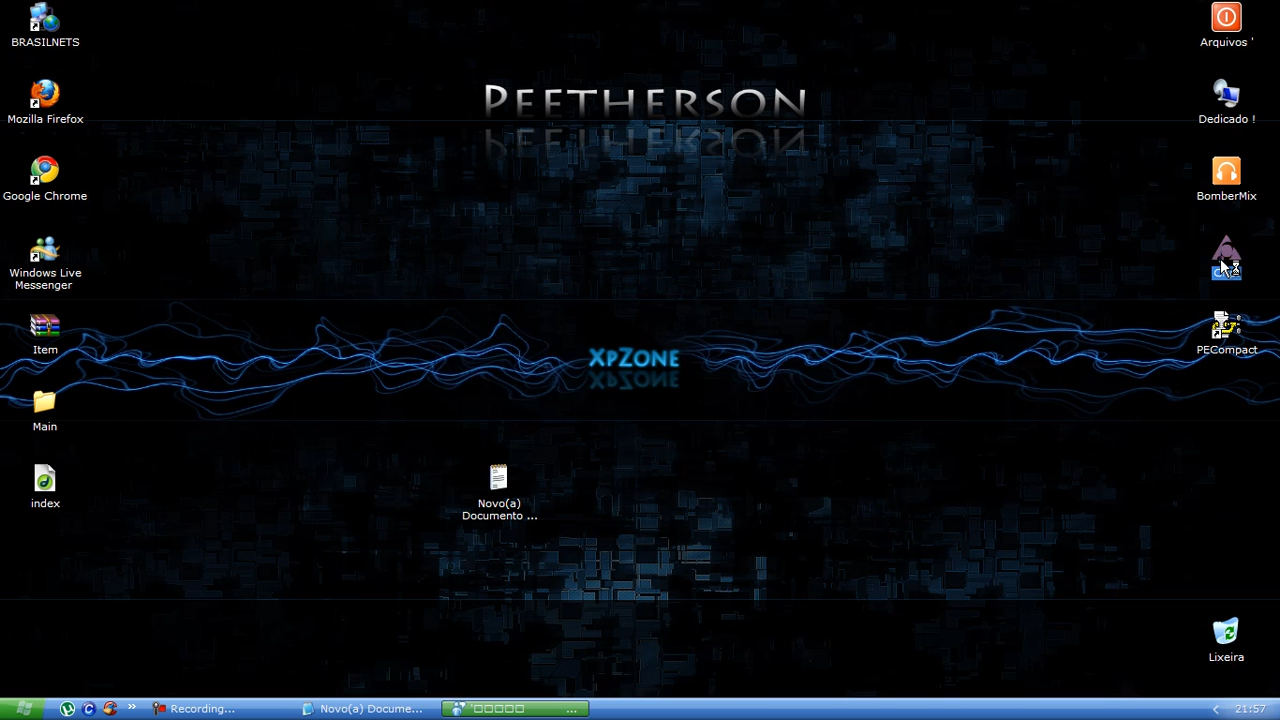 BRASILNETS
Mozilla Firefox
Google Chrome
Windows Live
Messenger
Item
Main
index
PEETHERSON
XPZONE
Novo(a)
Documento ...
Arquivos '
Dedicado !
BomberMix
PECompact
Lixeira
Recording...
Novo(a) Docume...
...
21:57